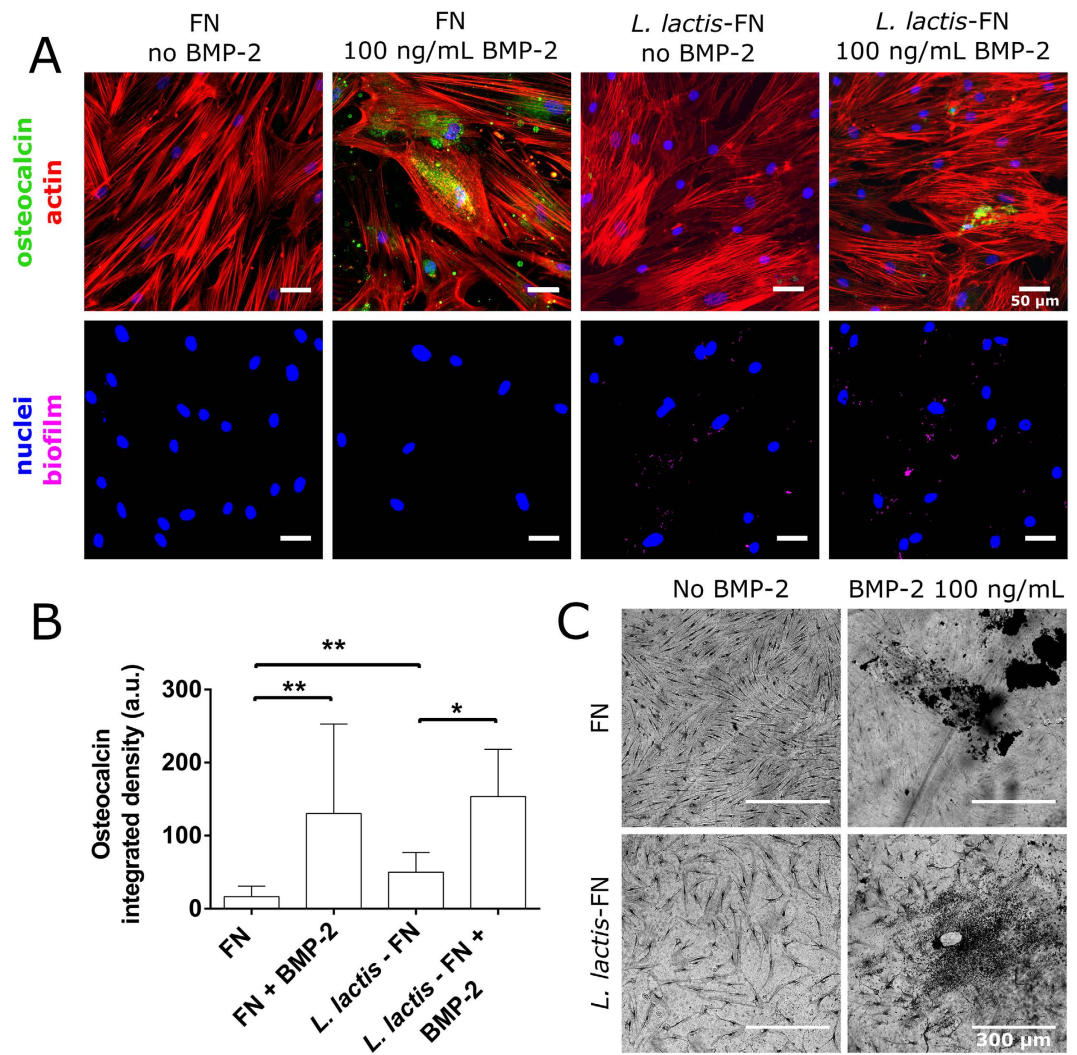 A
FN
no BMP-2
FN
100 ng/mL BMP-2
L. lactis-FN
no BMP-2
L. lactis-FN
100 ng/mL BMP-2
osteocalcin
actin
50 μm
nuclei
biofilm
B
Osteocalcin
integrated density (a.u.)
300
200
100
0
**
**
*
FN
FN + BMP-2
L. lactis - FN
L. lactis - FN +
BMP-2
C
No BMP-2
BMP-2 100 ng/mL
FN
L. lactis-FN
300 μm